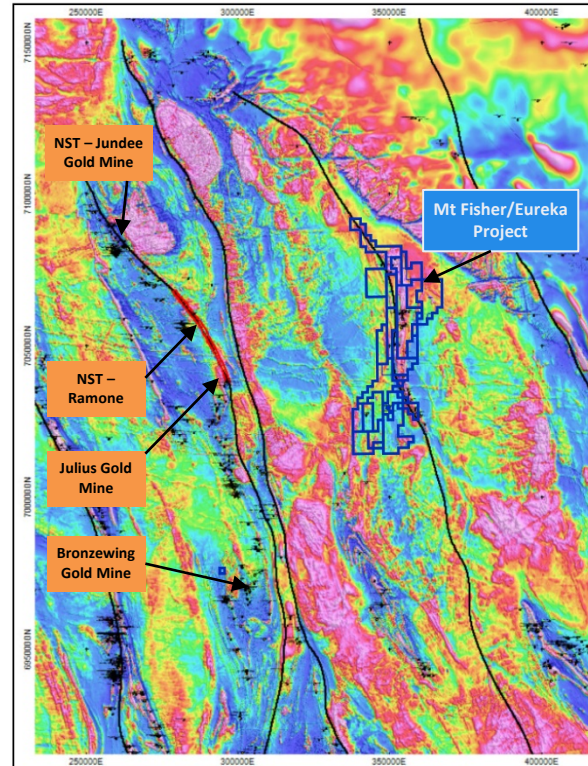 250000E
300000E
350000E
400000E
7150000N
NST – Jundee
Gold Mine
7100000N
Mt Fisher/Eureka
Project
7050000N
NST –
Ramone
Julius Gold
Mine
7000000N
Bronzewing
Gold Mine
6950000N
250000E
300000E
350000E
400000E